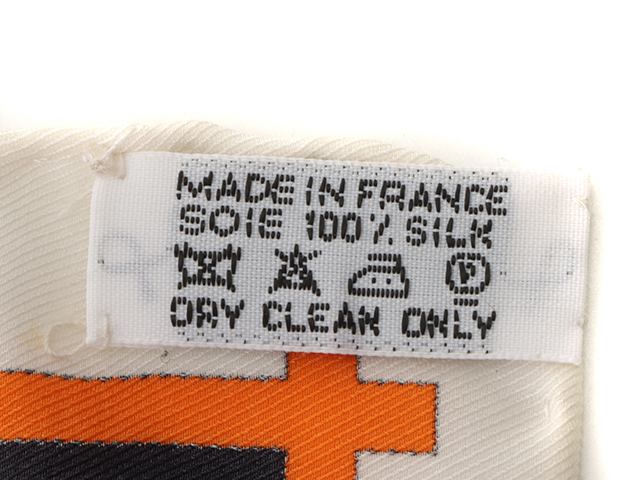 MADE IN FRANCE
SOIE 100% SILK
P
DRY CLEAN ONLY